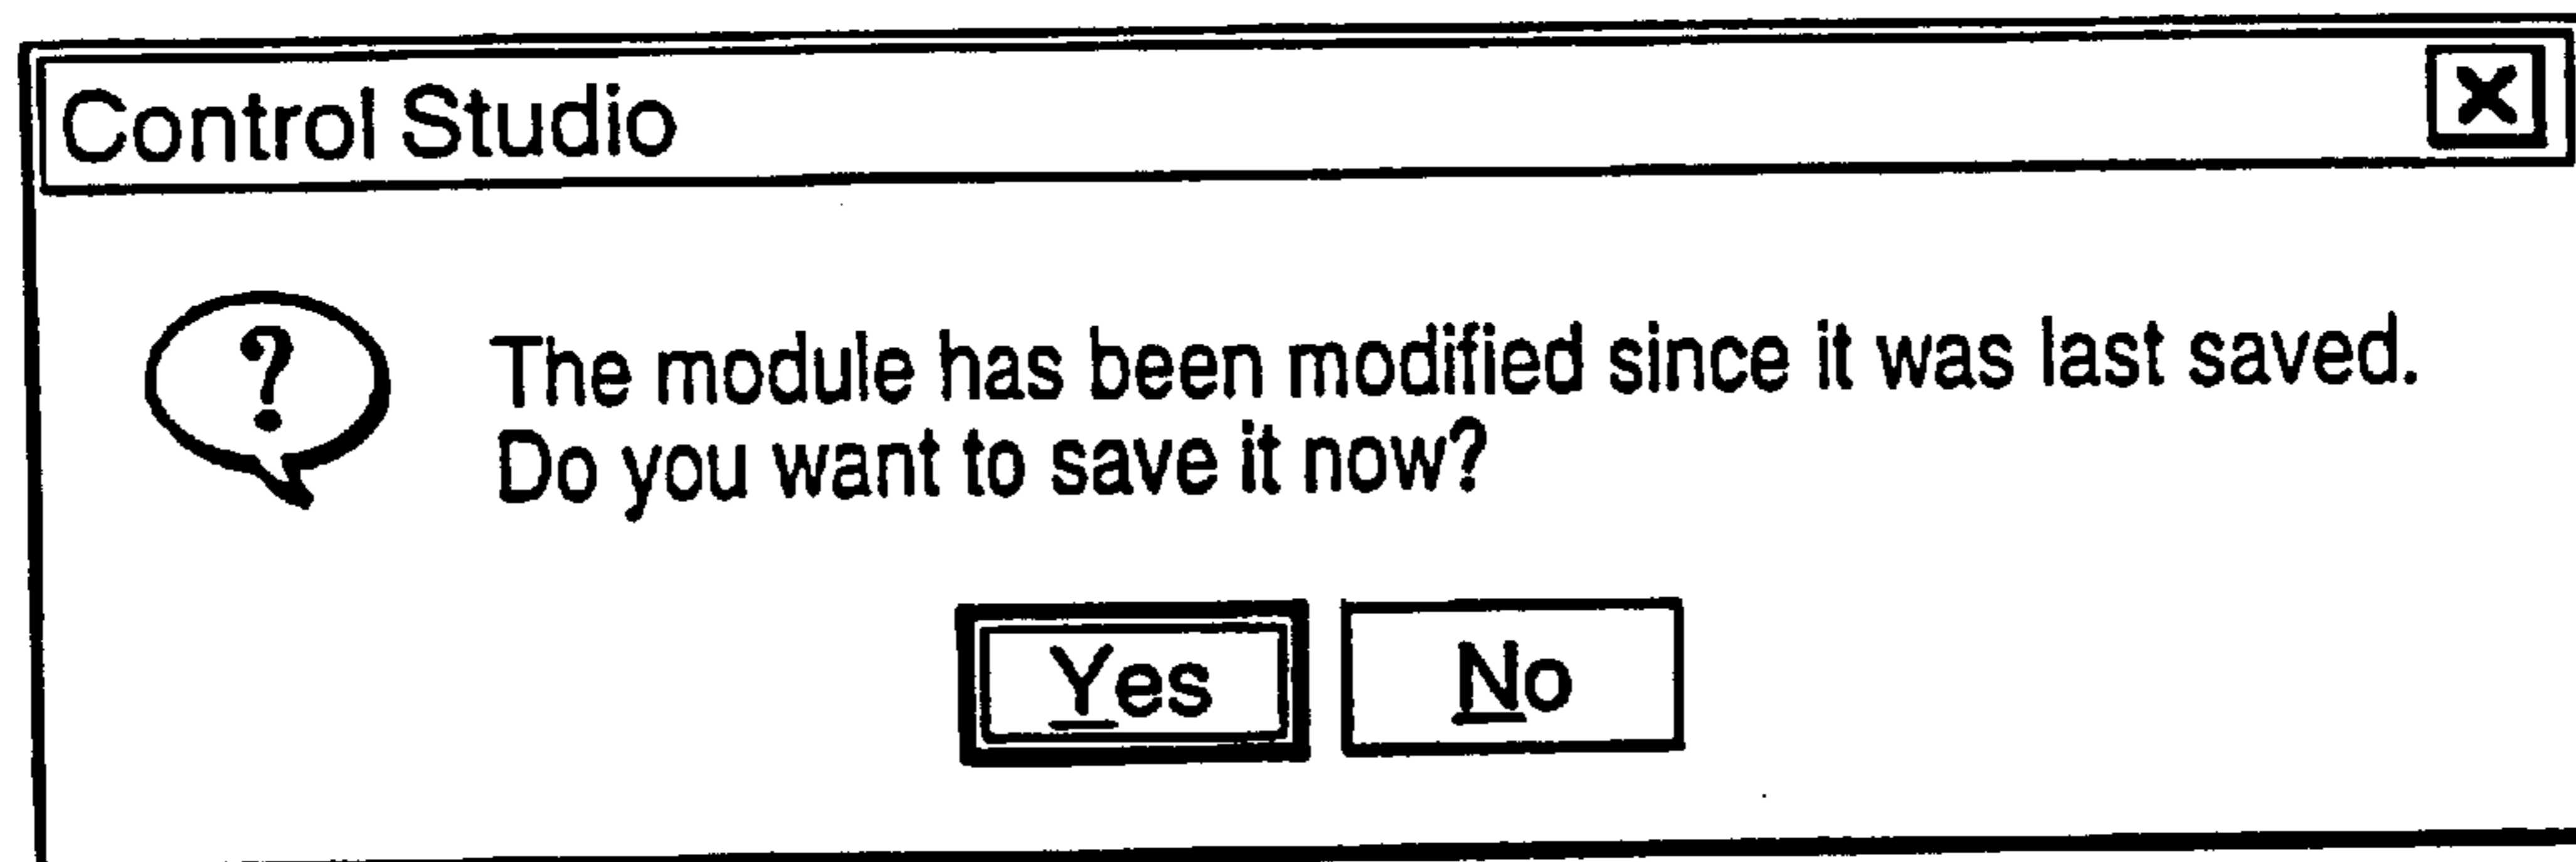 Control Studio
?
The module has been modified since it was last saved.
Do you want to save it now?
Yes
No